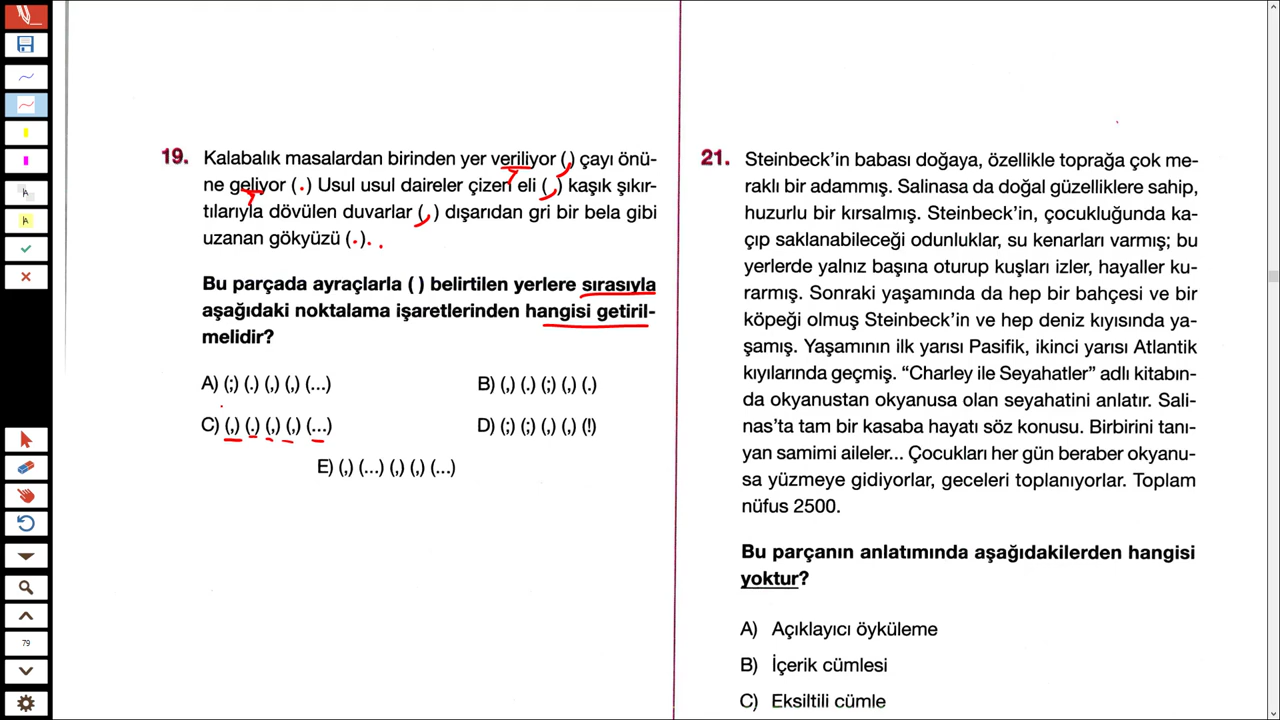 19. Kalabalık masalardan birinden yer veriliyor (,) çayı önü-
ne geliyor (.) Usul usul daireler çizen eli (,) kaşık şıkır-
tılarıyla dövülen duvarlar (,) dışarıdan gri bir bela gibi
uzanan gökyüzü (.)..
Bu parçada ayraçlarla ( ) belirtilen yerlere sırasıyla
aşağıdaki noktalama işaretlerinden hangisi getiril-
melidir?
A) (;) (.) (,) (,) (...)
B) (,) (.) (;) (,) (.)
C) (,) (.) (,) (,) (...)
D) (;) (;) (,) (,) (!)
E) (,) (...) (,) (,) (...)
21. Steinbeck'in babası doğaya, özellikle toprağa çok me-
raklı bir adammış. Salinasa da doğal güzelliklere sahip,
huzurlu bir kırsalmış. Steinbeck'in, çocukluğunda ka-
çıp saklanabileceği odunluklar, su kenarları varmış; bu
yerlerde yalnız başına oturup kuşları izler, hayaller ku-
rarmış. Sonraki yaşamında da hep bir bahçesi ve bir
köpeği olmuş Steinbeck'in ve hep deniz kıyısında ya-
şamış. Yaşamının ilk yarısı Pasifik, ikinci yarısı Atlantik
kıyılarında geçmiş. "Charley ile Seyahatler" adlı kitabın-
da okyanustan okyanusa olan seyahatini anlatır. Sali-
nas'ta tam bir kasaba hayatı söz konusu. Birbirini tanı-
yan samimi aileler... Çocukları her gün beraber okyanu-
sa yüzmeye gidiyorlar, geceleri toplanıyorlar. Toplam
nüfus 2500.
Bu parçanın anlatımında aşağıdakilerden hangisi
yoktur?
A) Açıklayıcı öyküleme
B) İçerik cümlesi
C) Eksiltili cümle
79